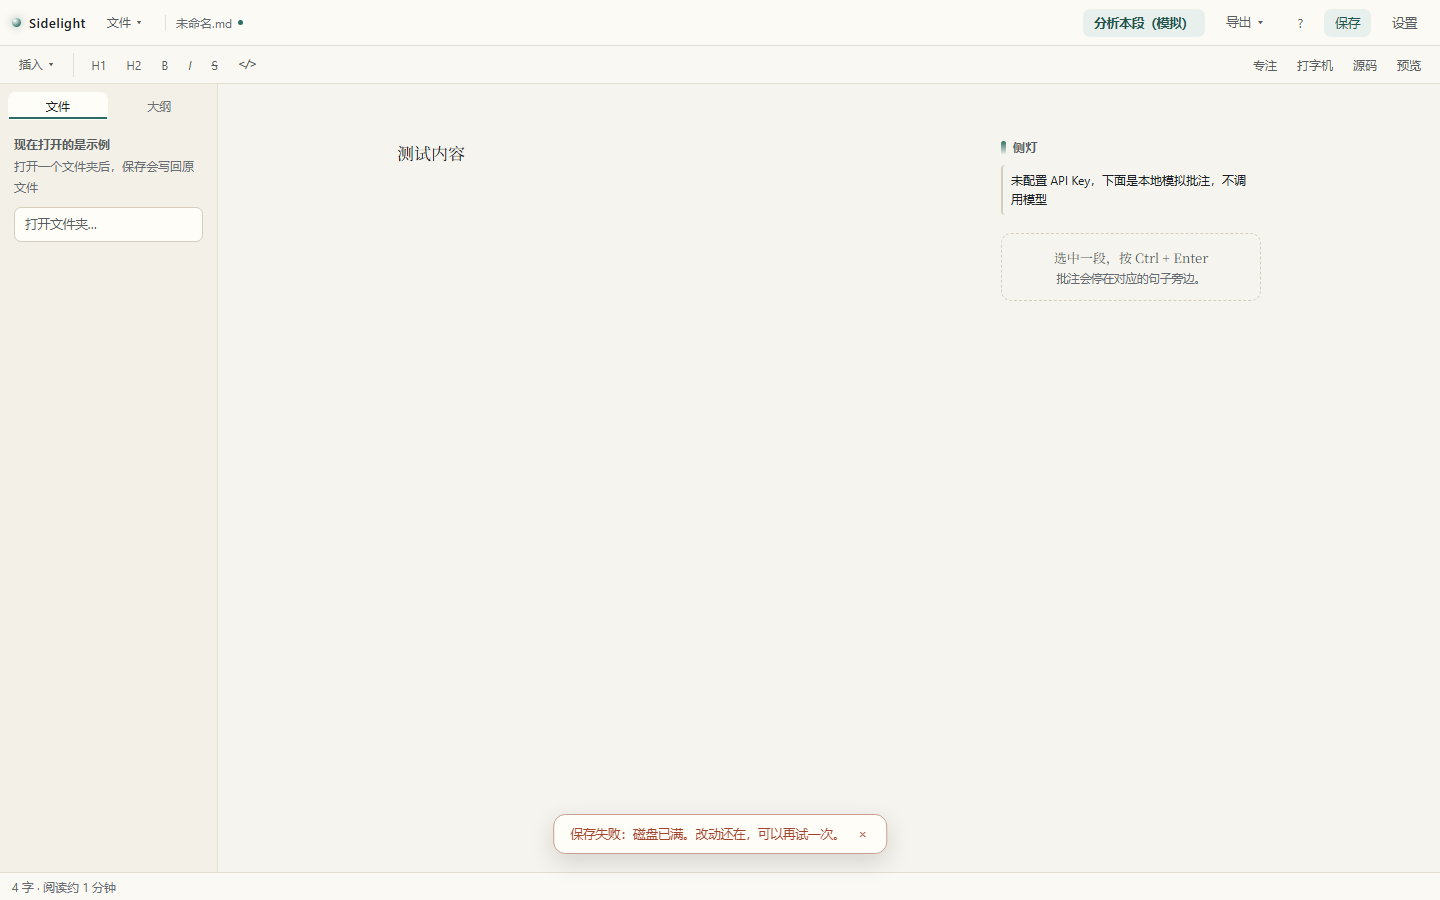 Sidelight 文件 未命名.md 分析本段（模拟） 导出 ? 保存 设置
插入 H1 H2 B I S </> 专注 打字机 源码 预览
文件 大纲
现在打开的是示例
打开一个文件夹后，保存会写回原
文件
打开文件夹...
测试内容
侧灯
未配置 API Key，下面是本地模拟批注，不调
用模型
选中一段，按 Ctrl + Enter
批注会停在对应的句子旁边。
保存失败：磁盘已满。改动还在，可以再试一次。 ×
4 字 · 阅读约 1 分钟